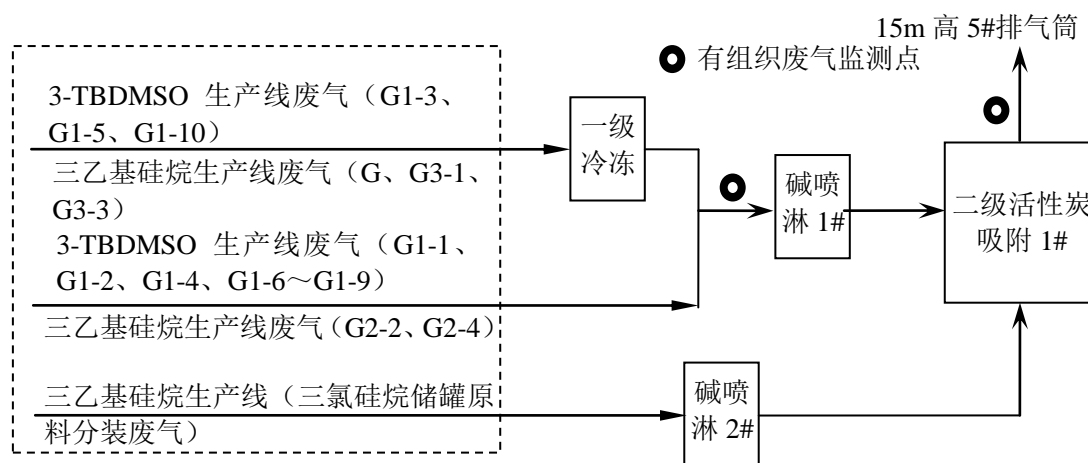 15m 高 5#排气筒
有组织废气监测点
3-TBDMSO 生产线废气（G1-3、
G1-5、G1-10）
一级
冷冻
三乙基硅烷生产线废气（G、G3-1、
G3-3）
碱喷
淋 1#
二级活性炭
吸附 1#
3-TBDMSO 生产线废气（G1-1、
G1-2、G1-4、G1-6～G1-9）
三乙基硅烷生产线废气（G2-2、G2-4）
三乙基硅烷生产线（三氯硅烷储罐原
料分装废气）
碱喷
淋 2#